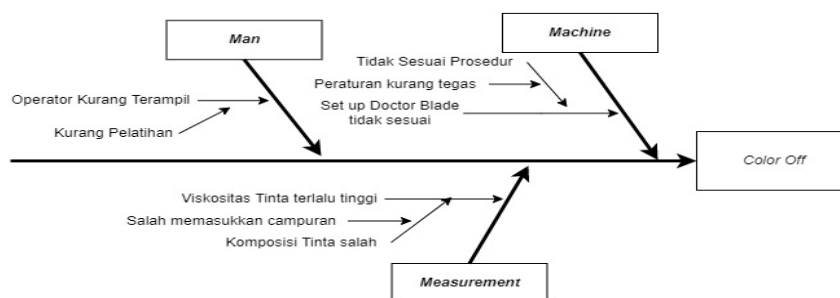 Man
Machine
Tidak Sesuai Prosedur
Peraturan kurang tegas
Operator Kurang Terampil
Set up Doctor Blade
tidak sesuai
Kurang Pelatihan
Color Off
Viskositas Tinta terlalu tinggi
Salah memasukkan campuran
Komposisi Tinta salah
Measurement